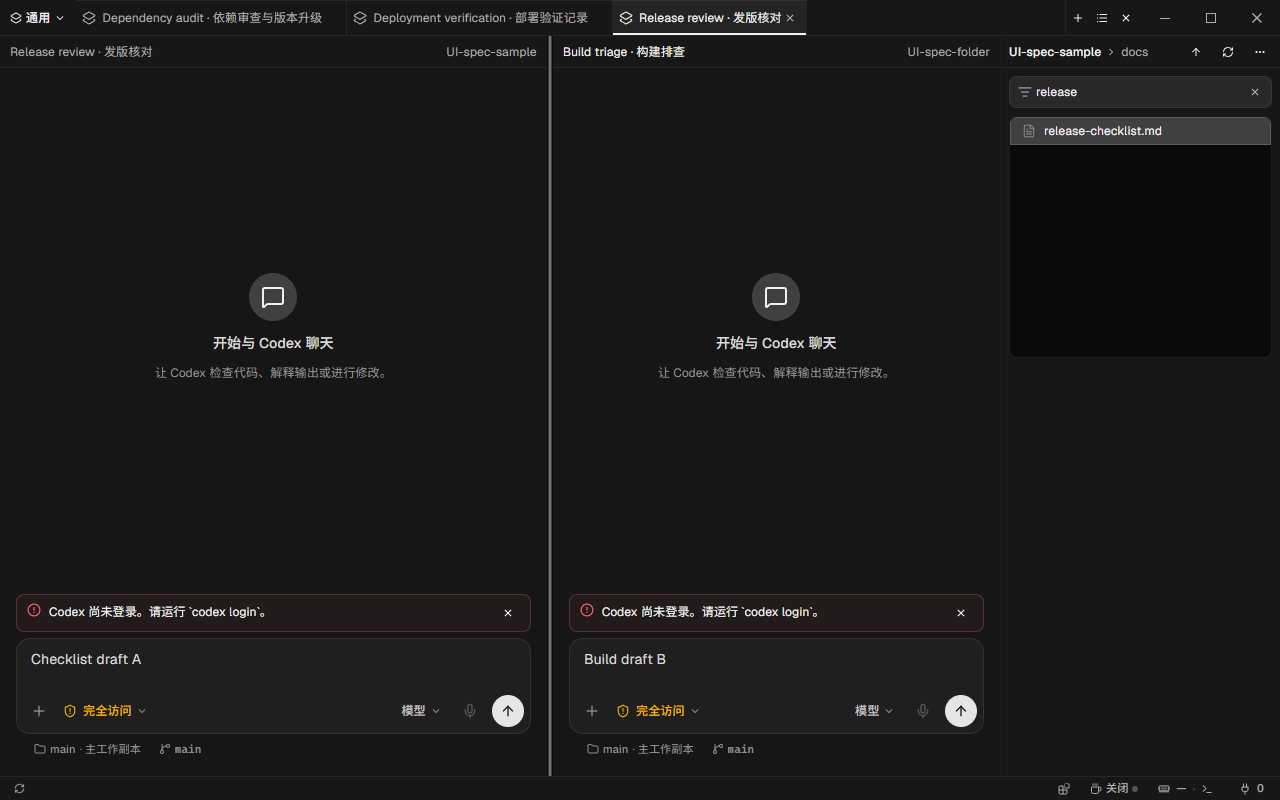 通用
Dependency audit · 依赖审查与版本升级
Deployment verification · 部署验证记录
Release review · 发版核对
Release review · 发版核对
UI-spec-sample
Build triage · 构建排查
UI-spec-folder
UI-spec-sample > docs
release
release-checklist.md
开始与 Codex 聊天
让 Codex 检查代码、解释输出或进行修改。
开始与 Codex 聊天
让 Codex 检查代码、解释输出或进行修改。
Codex 尚未登录。请运行 `codex login`。
Checklist draft A
完全访问
模型
main · 主工作副本
main
Codex 尚未登录。请运行 `codex login`。
Build draft B
完全访问
模型
main · 主工作副本
main
关闭
— ·
0